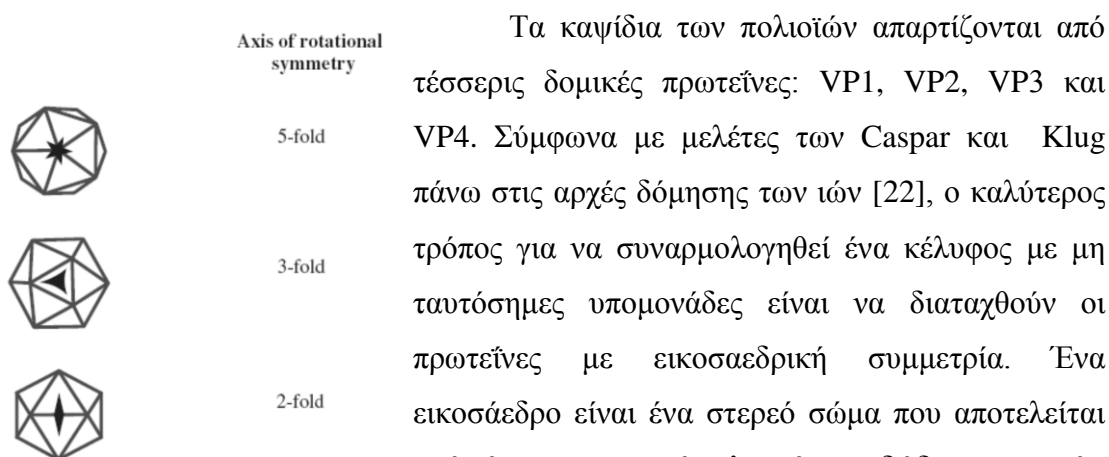 Axis of rotational
symmetry
5-fold
3-fold
2-fold
Τα καψίδια των πολιοϊών απαρτίζονται από
τέσσερις δομικές πρωτεΐνες: VP1, VP2, VP3 και
VP4. Σύμφωνα με μελέτες των Caspar και Klug
πάνω στις αρχές δόμησης των ιών [22], ο καλύτερος
τρόπος για να συναρμολογηθεί ένα κέλυφος με μη
ταυτόσημες υπομονάδες είναι να διαταχθούν οι
πρωτεΐνες με εικοσαεδρική συμμετρία. Ένα
εικοσάεδρο είναι ένα στερεό σώμα που αποτελείται